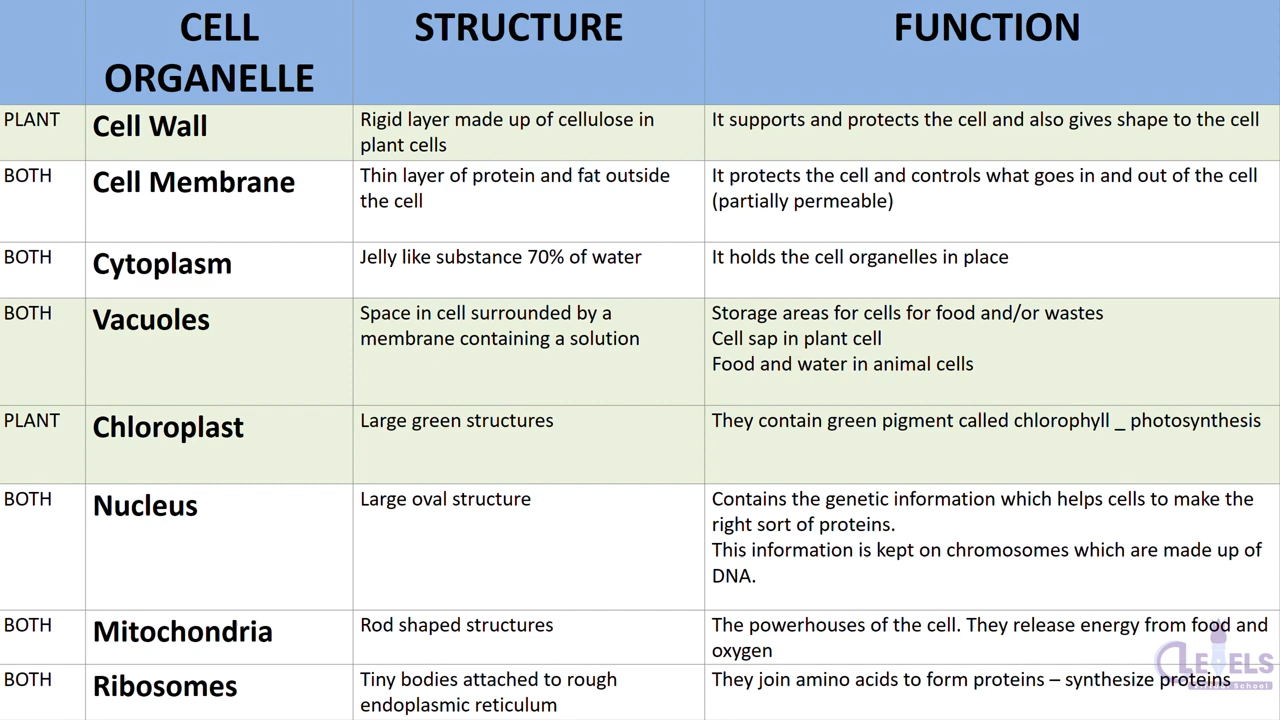 CELL
ORGANELLE
STRUCTURE
FUNCTION
PLANT
Cell Wall
Rigid layer made up of cellulose in
plant cells
It supports and protects the cell and also gives shape to the cell
BOTH
Cell Membrane
Thin layer of protein and fat outside
the cell
It protects the cell and controls what goes in and out of the cell
(partially permeable)
BOTH
Cytoplasm
Jelly like substance 70% of water
It holds the cell organelles in place
BOTH
Vacuoles
Space in cell surrounded by a
membrane containing a solution
Storage areas for cells for food and/or wastes
Cell sap in plant cell
Food and water in animal cells
PLANT
Chloroplast
Large green structures
They contain green pigment called chlorophyll _ photosynthesis
BOTH
Nucleus
Large oval structure
Contains the genetic information which helps cells to make the
right sort of proteins.
This information is kept on chromosomes which are made up of
DNA.
BOTH
Mitochondria
Rod shaped structures
The powerhouses of the cell. They release energy from food and
oxygen
BOTH
Ribosomes
Tiny bodies attached to rough
endoplasmic reticulum
They join amino acids to form proteins – synthesize proteins
LEVELS
School